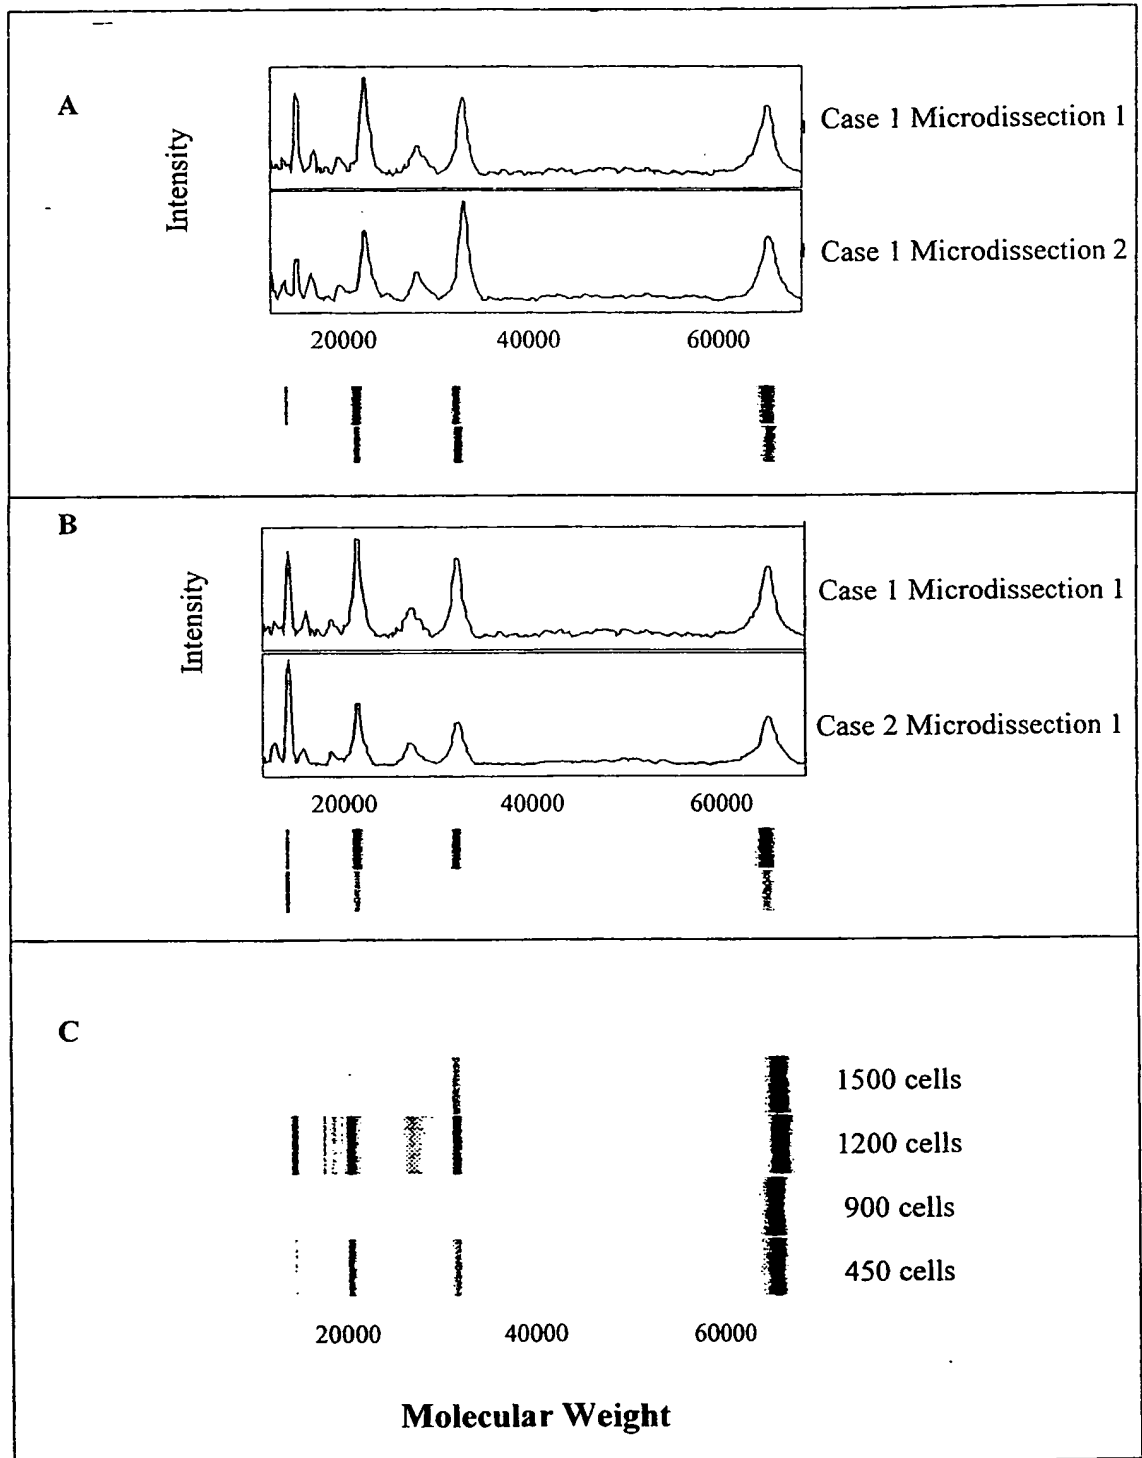 A
Intensity
Case 1 Microdissection 1
Case 1 Microdissection 2
20000 40000 60000
B
Intensity
Case 1 Microdissection 1
Case 2 Microdissection 1
20000 40000 60000
C
1500 cells
1200 cells
900 cells
450 cells
20000 40000 60000
Molecular Weight